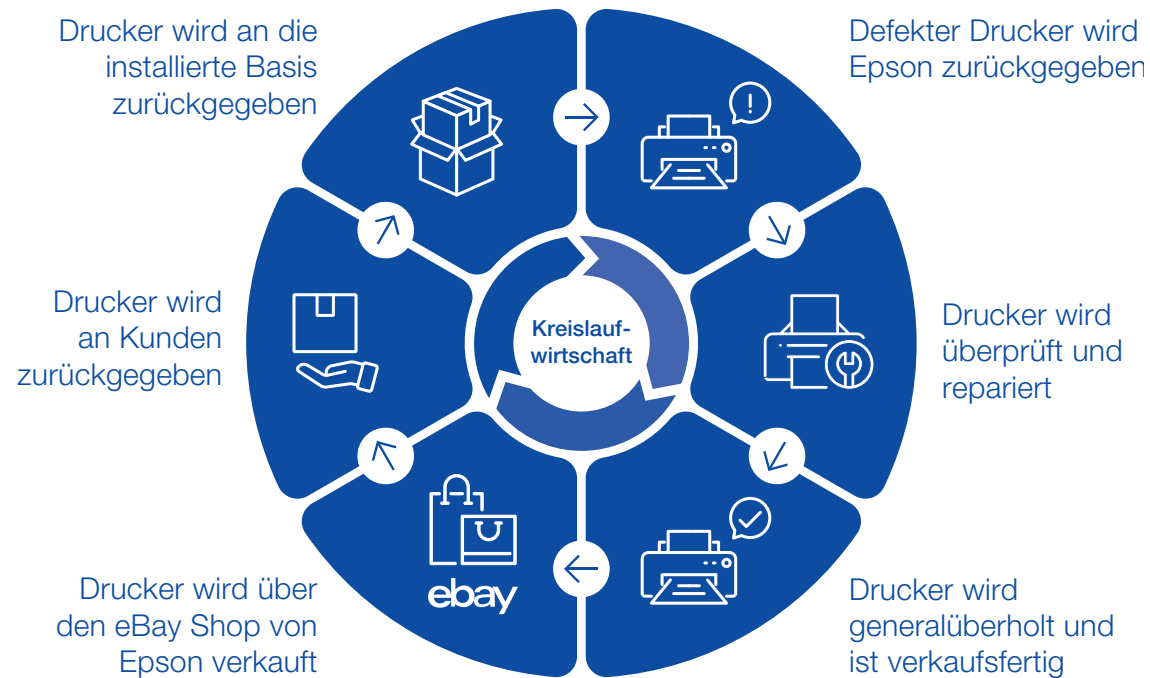 Drucker wird an die
installierte Basis
zurückgegeben
Defekter Drucker wird
Epson zurückgegeben
Drucker wird
überprüft und
repariert
Drucker wird
generalüberholt und
ist verkaufsfertig
Drucker wird über
den eBay Shop von
Epson verkauft
ebay
Drucker wird
an Kunden
zurückgegeben
Kreislauf-
wirtschaft